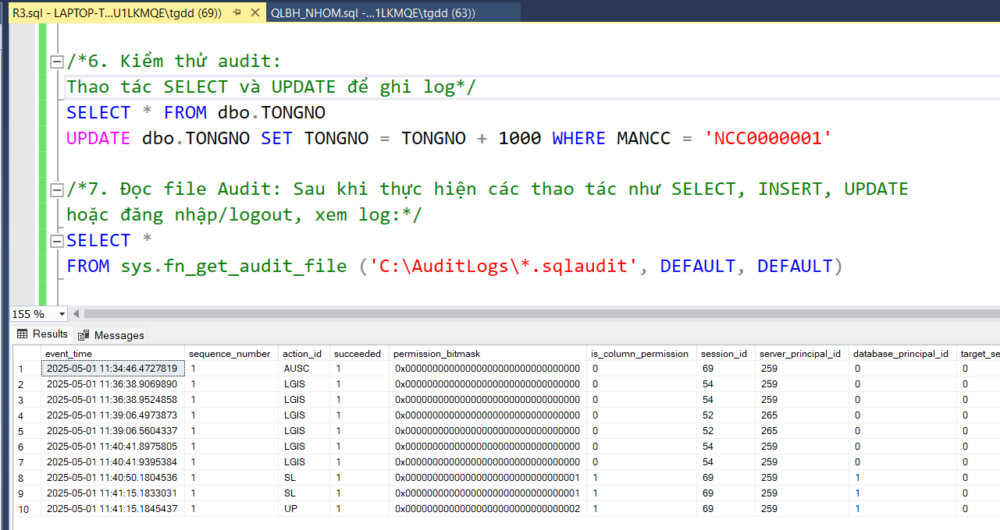 R3.sql - LAPTOP-T...U1LKMQE\tgdd (69)) QLBH_NHOM.sql -...1LKMQE\tgdd (63))
/*6. Kiểm thử audit:
Thao tác SELECT và UPDATE để ghi log*/
SELECT * FROM dbo.TONGNO
UPDATE dbo.TONGNO SET TONGNO = TONGNO + 1000 WHERE MANCC = 'NCC0000001'
/*7. Đọc file Audit: Sau khi thực hiện các thao tác như SELECT, INSERT, UPDATE
hoặc đăng nhập/logout, xem log:*/
SELECT *
FROM sys.fn_get_audit_file ('C:\AuditLogs\*.sqlaudit', DEFAULT, DEFAULT)
155 %
Results Messages
event_time sequence_number action_id succeeded permission_bitmask is_column_permission session_id server_principal_id database_principal_id target_se
1 2025-05-01 11:34:46.4727819 1 AUSC 1 0x00000000000000000000000000000000 0 69 259 0 0
2 2025-05-01 11:36:38.9069890 1 LGIS 1 0x00000000000000000000000000000000 0 54 259 0 0
3 2025-05-01 11:36:38.9524858 1 LGIS 1 0x00000000000000000000000000000000 0 54 259 0 0
4 2025-05-01 11:39:06.4973873 1 LGIS 1 0x00000000000000000000000000000000 0 52 265 0 0
5 2025-05-01 11:39:06.5604337 1 LGIS 1 0x00000000000000000000000000000000 0 52 265 0 0
6 2025-05-01 11:40:41.8975805 1 LGIS 1 0x00000000000000000000000000000000 0 54 259 0 0
7 2025-05-01 11:40:41.9395384 1 LGIS 1 0x00000000000000000000000000000000 0 54 259 0 0
8 2025-05-01 11:40:50.1804536 1 SL 1 0x00000000000000000000000000000001 1 69 259 1 0
9 2025-05-01 11:41:15.1833031 1 SL 1 0x00000000000000000000000000000001 1 69 259 1 0
10 2025-05-01 11:41:15.1845437 1 UP 1 0x00000000000000000000000000000002 1 69 259 1 0